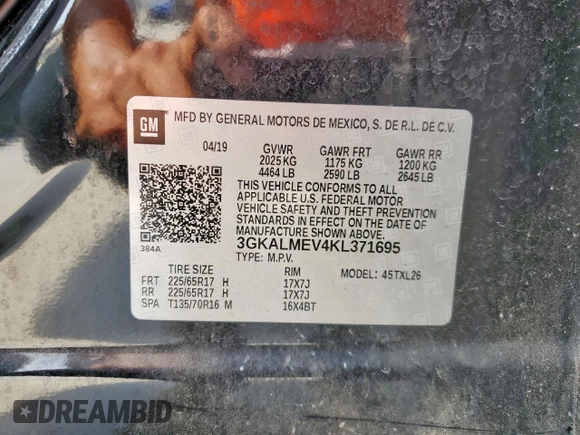 GM
MFD BY GENERAL MOTORS DE MEXICO, S. DE R.L. DE C.V.
04/19 GVWR GAWR FRT GAWR RR
2025 KG 1175 KG 1200 KG
4464 LB 2590 LB 2645 LB
THIS VEHICLE CONFORMS TO ALL
APPLICABLE U.S. FEDERAL MOTOR
VEHICLE SAFETY AND THEFT PREVENTION
STANDARDS IN EFFECT ON THE DATE OF
MANUFACTURE SHOWN ABOVE.
3GKALMEV4KL371695
384A
TYPE: M.P.V.
TIRE SIZE RIM MODEL: 45TXL26
FRT 225/65R17 H 17X7J
RR 225/65R17 H 17X7J
SPA T135/70R16 M 16X4BT
DREAMBID